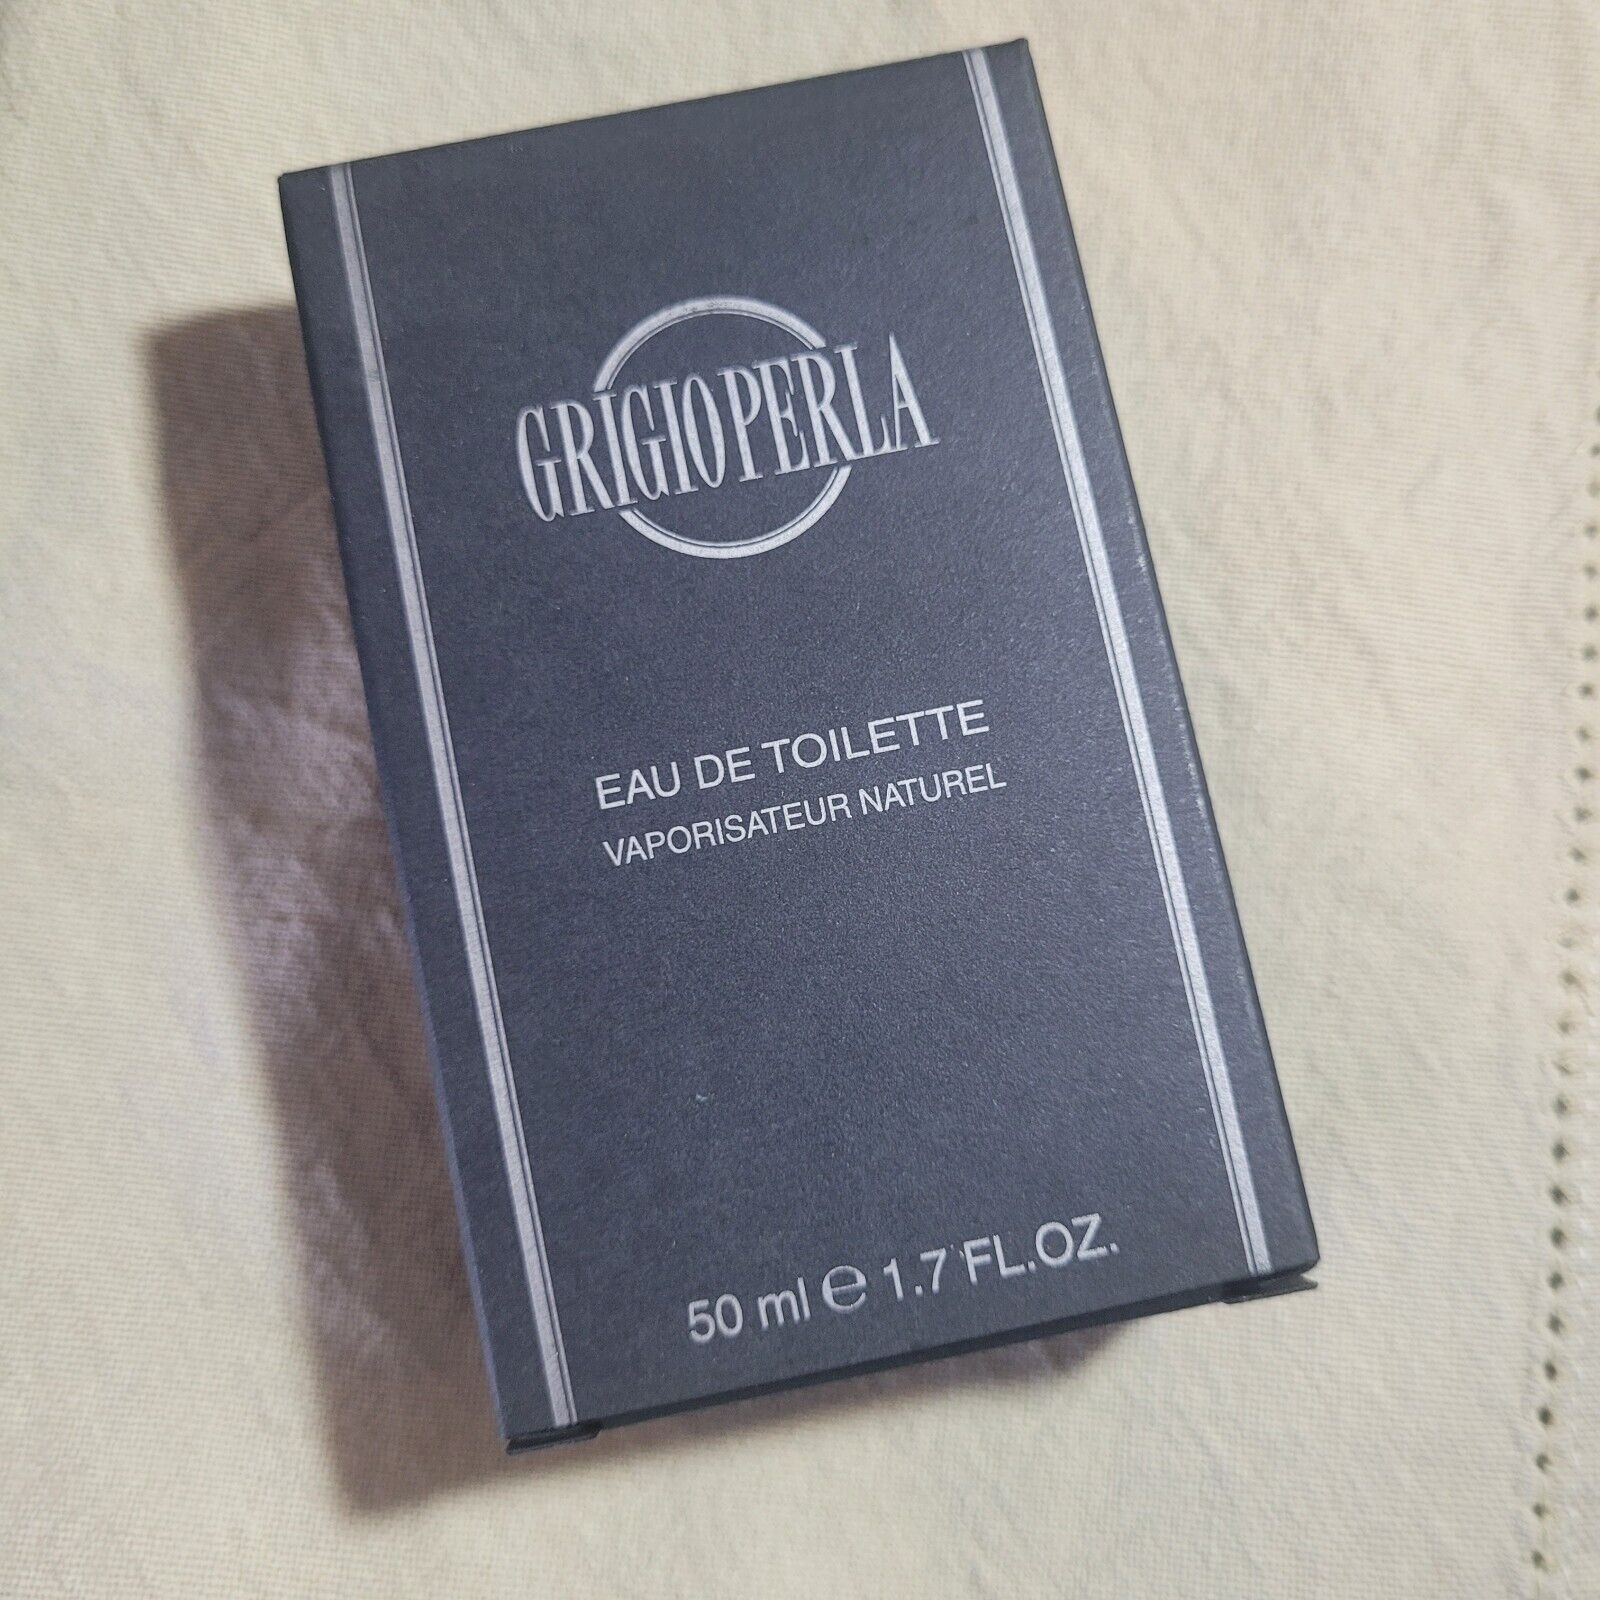 GRIGIOPERLA
EAU DE TOILETTE
VAPORISATEUR NATUREL
50 ml ℮ 1.7 FL.OZ.